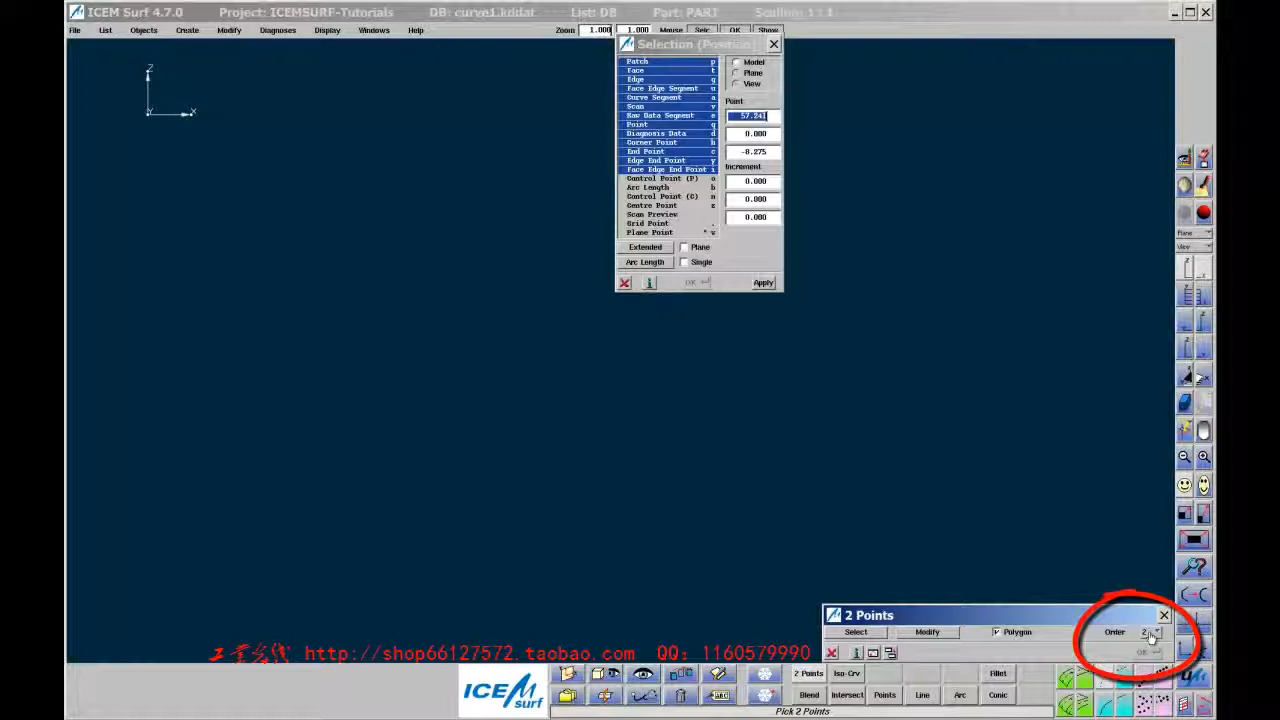 ICEM Surf 4.7.0 Project: ICEMSURF-Tutorials DB: curve1.kddat List: DB Part: PART
File List Objects Create Modify Diagnoses Display Windows Help Zoom 1.000 1.000 Mouse Selc OK Show
Z
Y X
Selection (Position
Patch p
Face t
Edge g
Face Edge Segment u
Curve Segment a
Scan v
Raw Data Segment e
Point q
Diagnosis Data d
Corner Point h
End Point c
Edge End Point y
Face Edge End Point i
Control Point (P) o
Arc Length b
Control Point (C) n
Centre Point z
Scan Preview
Grid Point .
Plane Point * w
Model
Plane
View
Point
57.241
0.000
-8.275
Increment
0.000
0.000
0.000
Extended Plane
Arc Length Single
OK Apply
Plane
View
2 Points
Select Modify Polygon Order 2
OK
http://shop66127572.taobao.com QQ：1160579990
ICEM
surf
2 Points Iso-Crv Fillet
Blend Intersect Points Line Arc Conic
Pick 2 Points